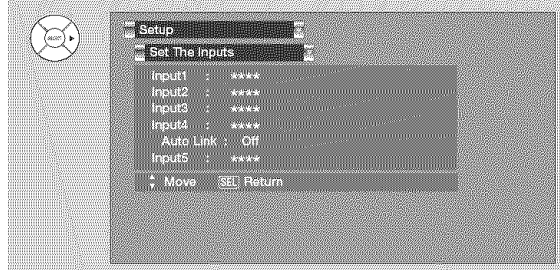 Setup
Set The Inputs
Input1 : ****
Input2 : ****
Input3 : ****
Input4 : ****
Auto Link : Off
Input5 : ****
Move SEL Return